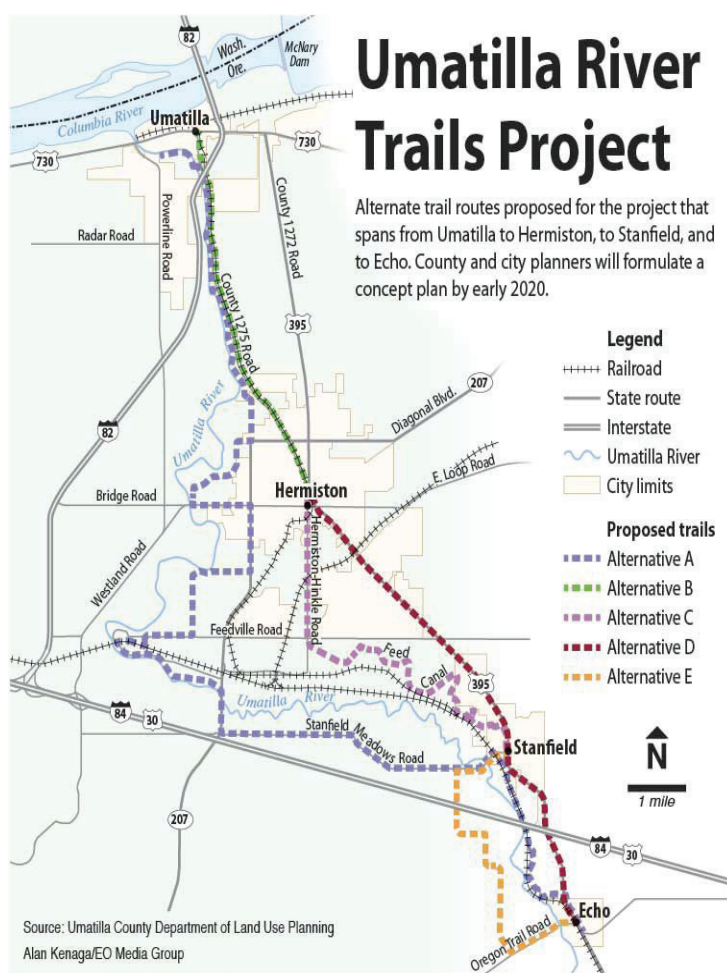 Umatilla River
Trails Project
Alternate trail routes proposed for the project that
spans from Umatilla to Hermiston, to Stanfield, and
to Echo. County and city planners will formulate a
concept plan by early 2020.
82
Wash.
Ore.
McNary
Dam
Columbia River
Umatilla
730
730
Powerline Road
County 1272 Road
Radar Road
County 1275 Road
395
82
Umatilla River
207
Diagonal Blvd.
E. Loop Road
Bridge Road
Hermiston
Westland Road
Hermiston-Hinkle Road
Feedville Road
Feed
Canal
395
Umatilla River
84
30
Stanfield
Meadows Road
Stanfield
207
84
30
Echo
Oregon Trail Road
Legend
Railroad
State route
Interstate
Umatilla River
City limits
Proposed trails
Alternative A
Alternative B
Alternative C
Alternative D
Alternative E
N
1 mile
Source: Umatilla County Department of Land Use Planning
Alan Kenaga/EO Media Group